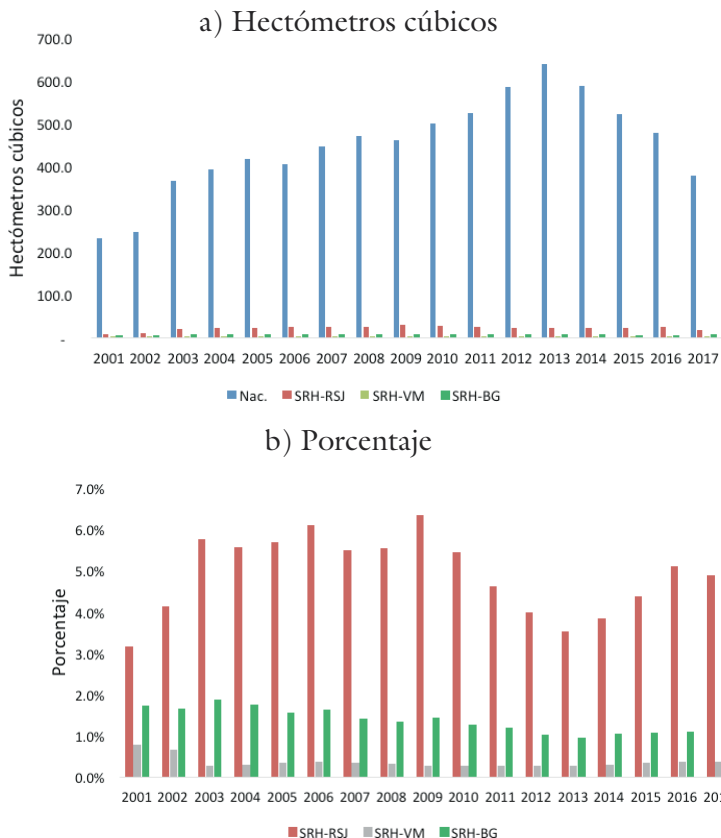 a) Hectómetros cúbicos
700.0
600.0
500.0
400.0
300.0
200.0
100.0
-
Hectómetros cúbicos
2001 2002 2003 2004 2005 2006 2007 2008 2009 2010 2011 2012 2013 2014 2015 2016 2017
Nac. SRH-RSJ SRH-VM SRH-BG
b) Porcentaje
7.0%
6.0%
5.0%
4.0%
3.0%
2.0%
1.0%
0.0%
Porcentaje
2001 2002 2003 2004 2005 2006 2007 2008 2009 2010 2011 2012 2013 2014 2015 2016 201
SRH-RSJ SRH-VM SRH-BG